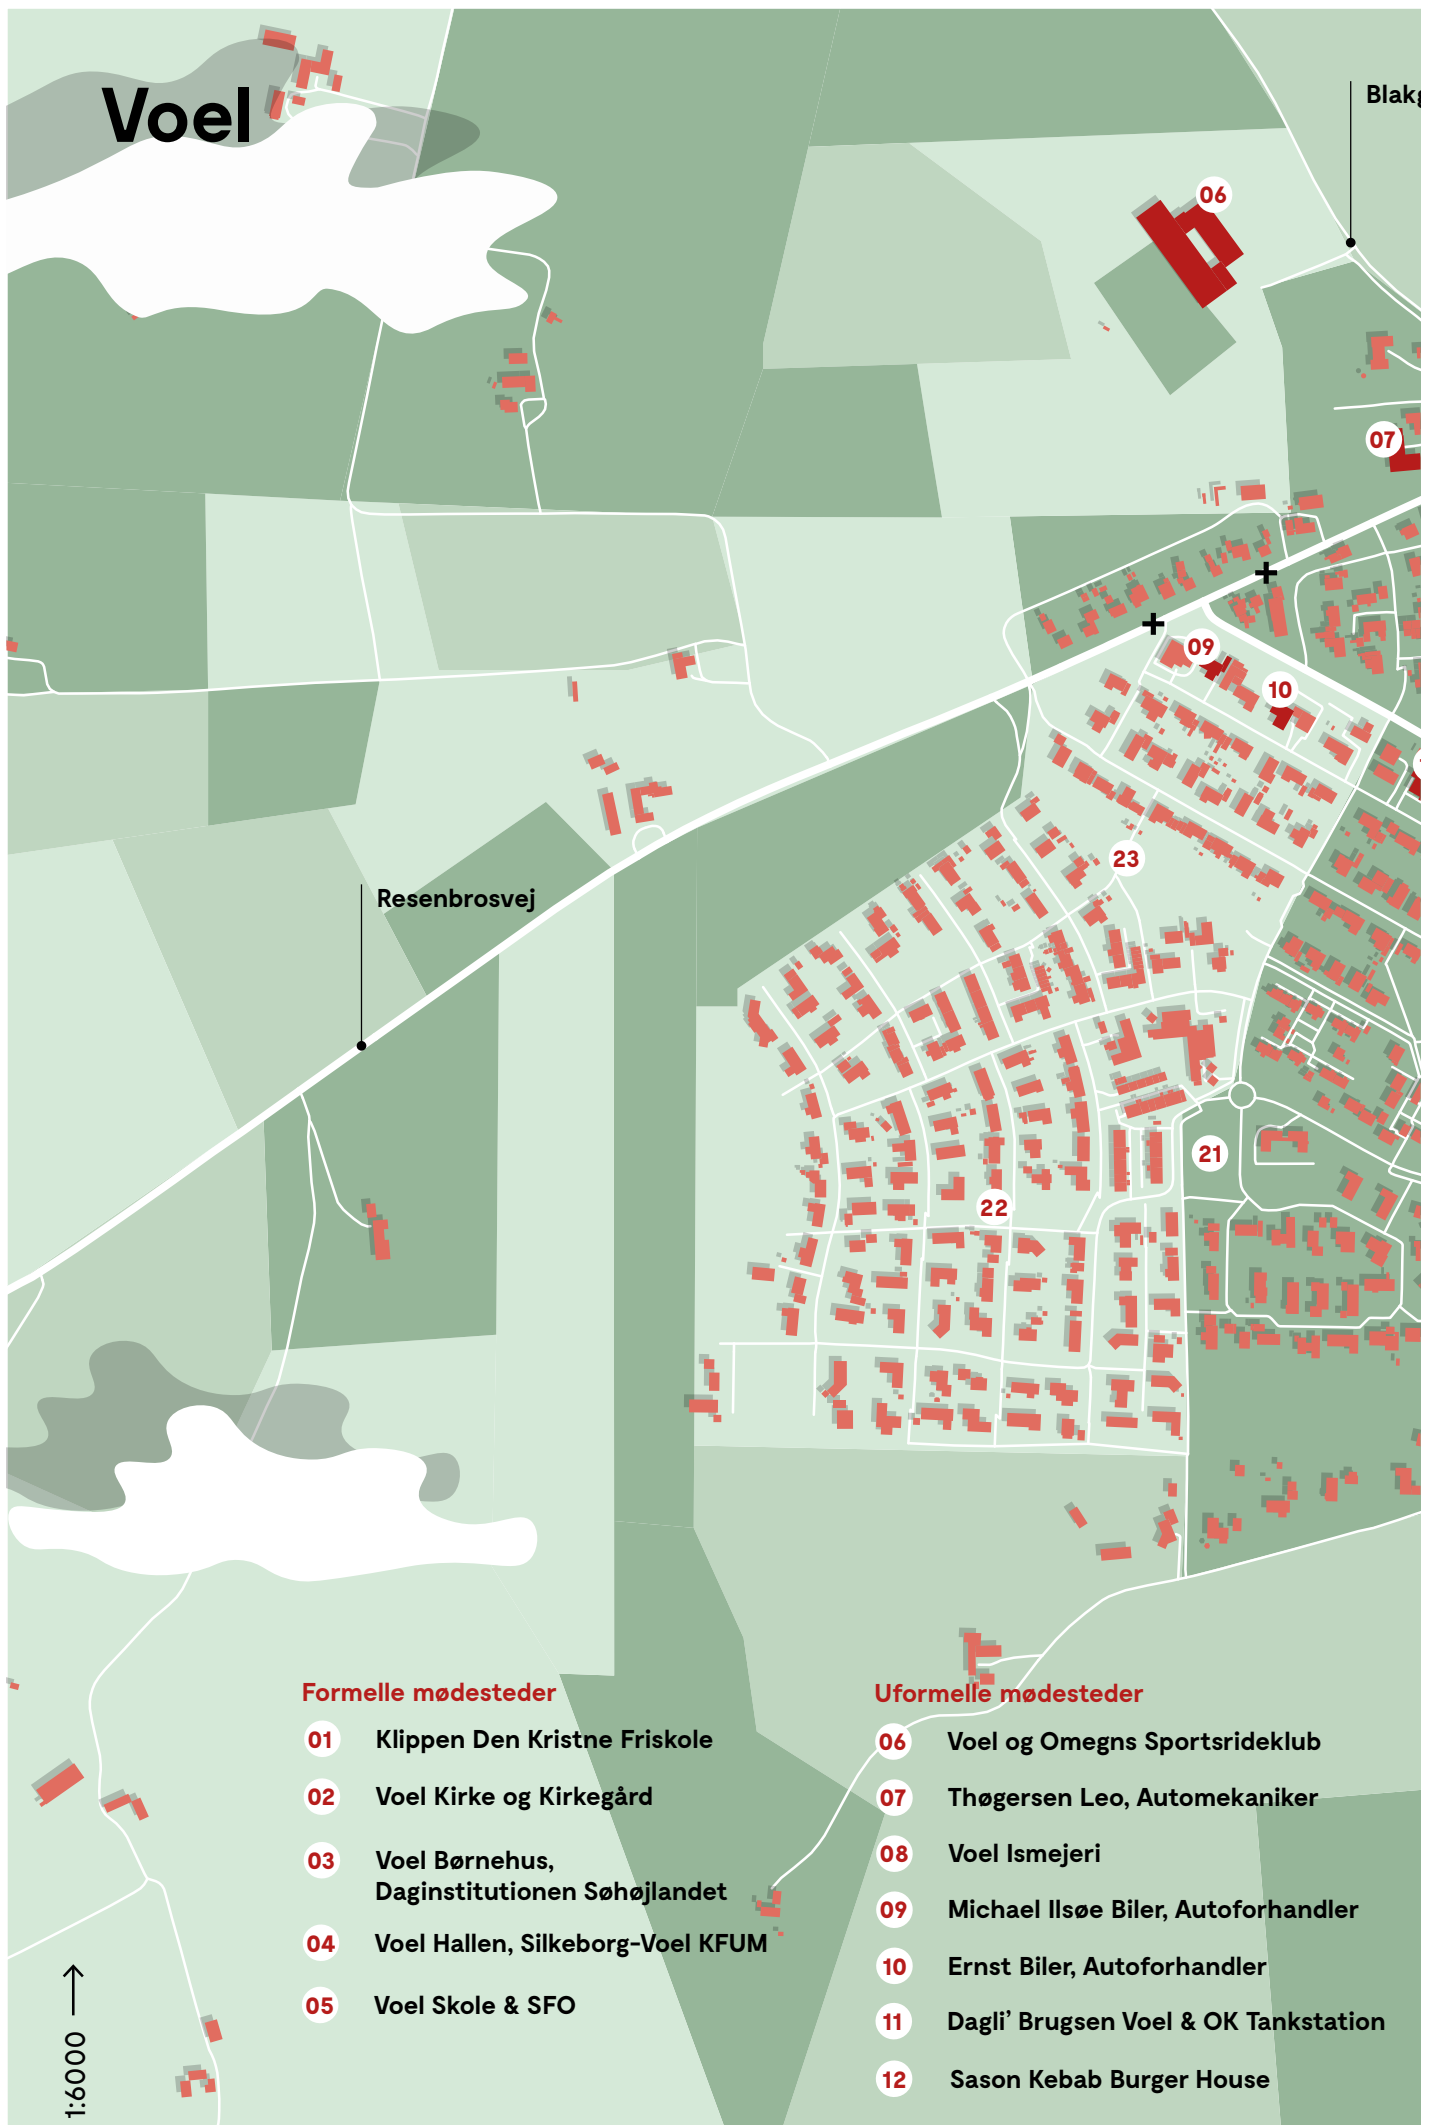 Voel
Blakg
06
07
09
10
23
Resenbrosvej
21
22
Formelle mødesteder
01 Klippen Den Kristne Friskole
02 Voel Kirke og Kirkegård
03 Voel Børnehus,
Daginstitutionen Søhøjlandet
04 Voel Hallen, Silkeborg-Voel KFUM
05 Voel Skole & SFO
Uformelle mødesteder
06 Voel og Omegns Sportsrideklub
07 Thøgersen Leo, Automekaniker
08 Voel Ismejeri
09 Michael Ilsøe Biler, Autoforhandler
10 Ernst Biler, Autoforhandler
11 Dagli’ Brugsen Voel & OK Tankstation
12 Sason Kebab Burger House
1:6000